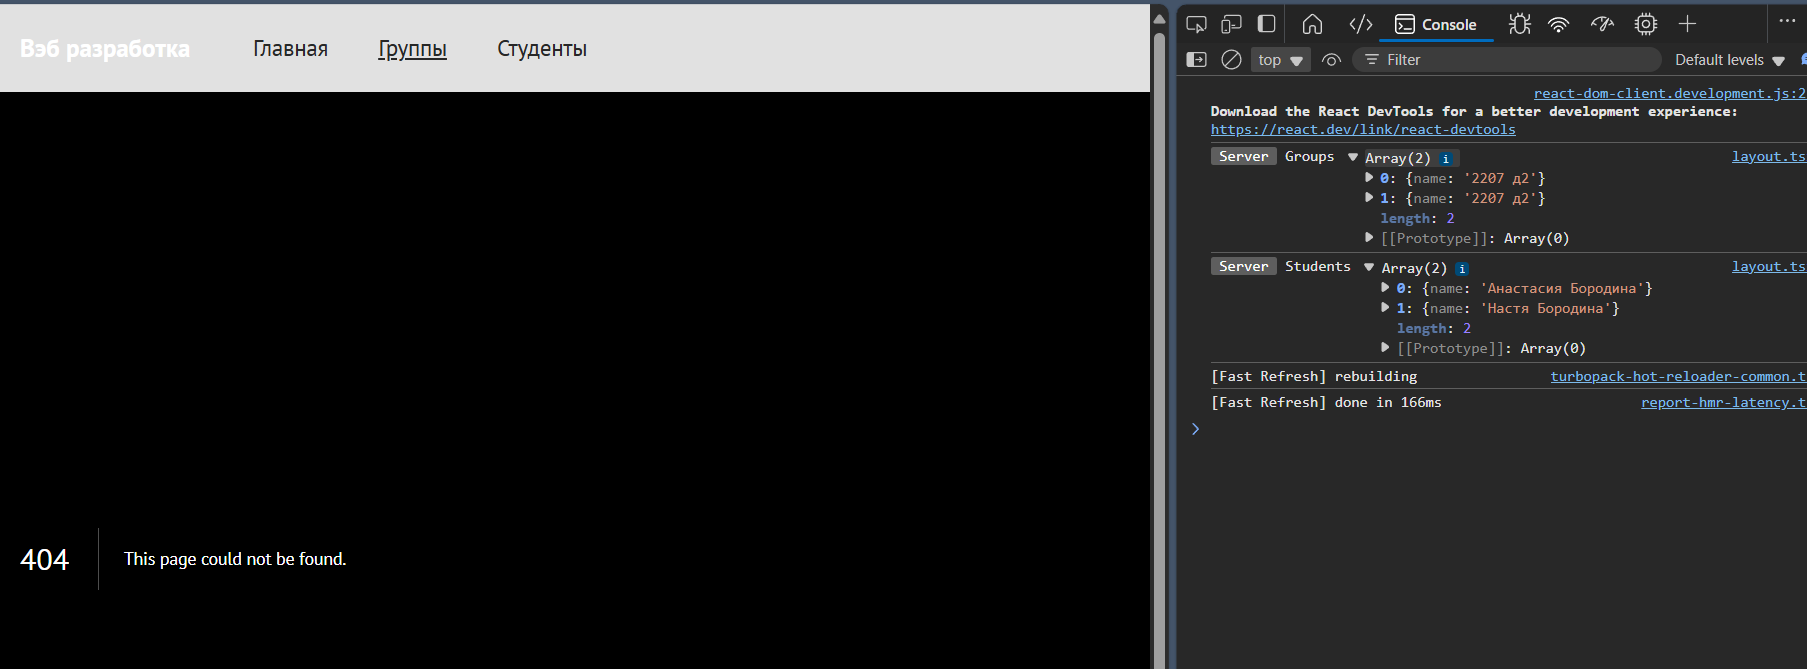 Вэб разработка
Главная
Группы
Студенты
404
This page could not be found.
Console
top
Filter
Default levels
react-dom-client.development.js:2
Download the React DevTools for a better development experience:
https://react.dev/link/react-devtools
Server Groups Array(2) i layout.ts
0: {name: '2207 д2'}
1: {name: '2207 д2'}
length: 2
[[Prototype]]: Array(0)
Server Students Array(2) i layout.ts
0: {name: 'Анастасия Бородина'}
1: {name: 'Настя Бородина'}
length: 2
[[Prototype]]: Array(0)
[Fast Refresh] rebuilding turbopack-hot-reloader-common.t
[Fast Refresh] done in 166ms report-hmr-latency.t